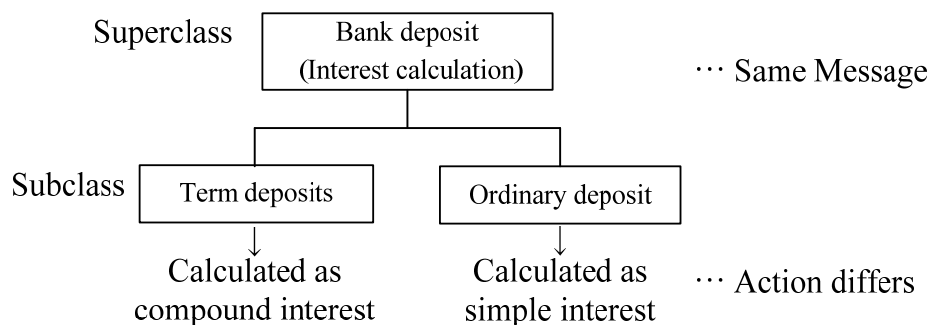 Superclass
Bank deposit
(Interest calculation)
··· Same Message
Subclass
Term deposits
Ordinary deposit
Calculated as
compound interest
Calculated as
simple interest
··· Action differs